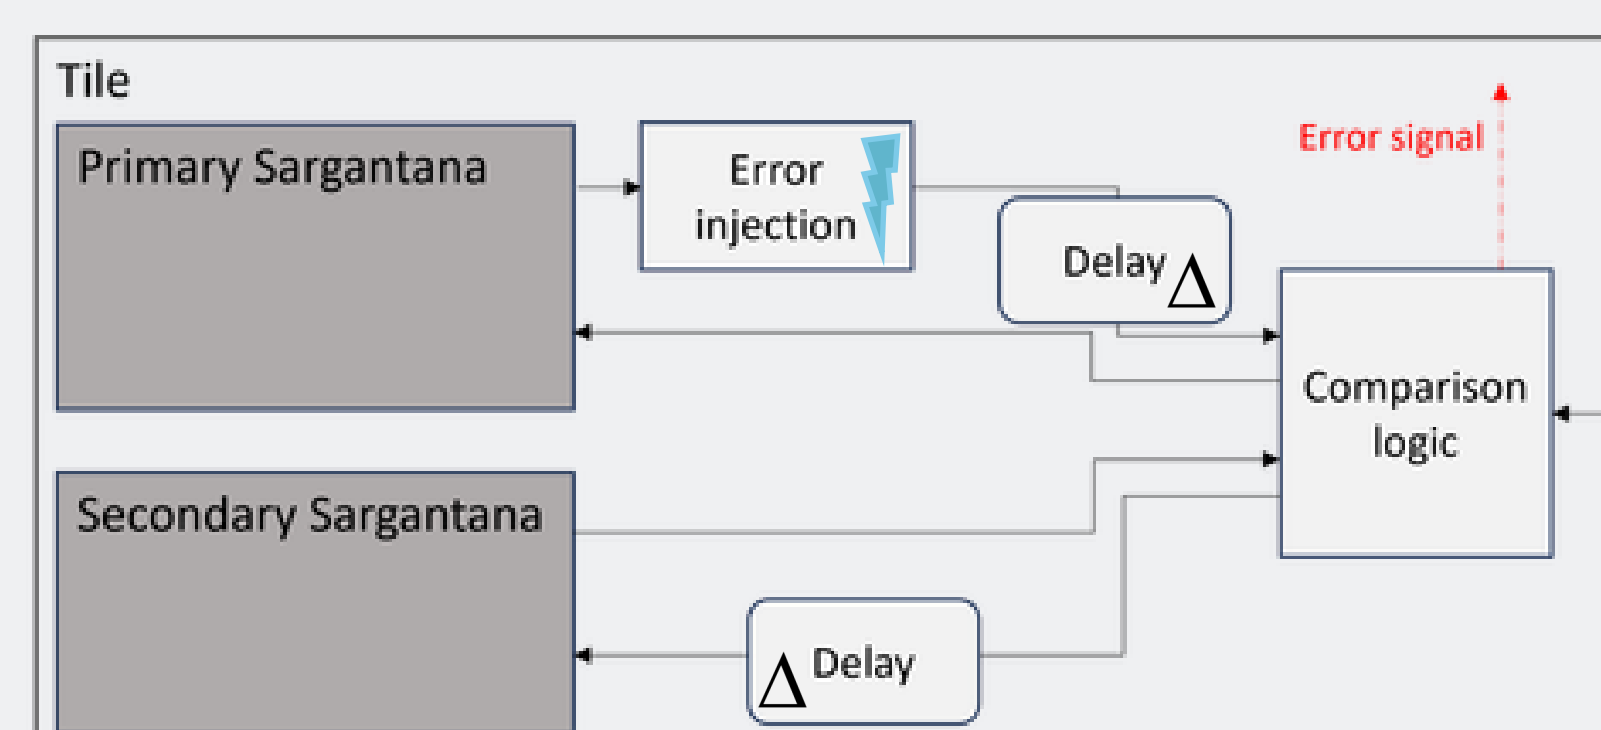 Tile
Primary Sargantana
Error
injection
Error signal
Delay Δ
Comparison
logic
Secondary Sargantana
Δ Delay